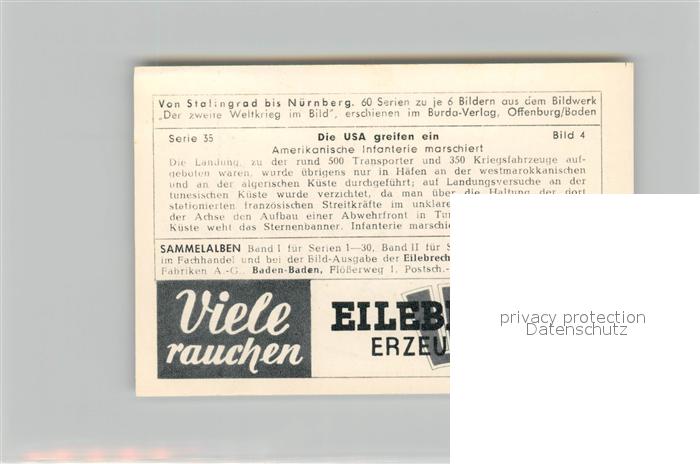 Von Stalingrad bis Nürnberg. 60 Serien zu je 6 Bildern aus dem Bildwerk
„Der zweite Weltkrieg im Bild", erschienen im Burda-Verlag, Offenburg/Baden
Serie 35 Die USA greifen ein Bild 4
Amerikanische Infanterie marschiert
Die Landung, zu der rund 500 Transporter und 350 Kriegsfahrzeuge auf-
geboten waren, wurde übrigens nur in Häfen an der westmarokkanischen
und an der algerischen Küste durchgeführt; auf Landungsversuche an der
tunesischen Küste wurde verzichtet, da man über die Haltung der dort
stationierten französischen Streitkräfte im unklare
der Achse den Aufbau einer Abwehrfront in Tu
Küste weht das Sternenbanner. Infanterie marschie
SAMMELALBEN Band I für Serien 1—30, Band II für S
im Fachhandel und bei der Bild-Ausgabe der Eilebrech
Fabriken A.-G., Baden-Baden, Flößerweg 1. Postsch.-
Viele
rauchen
EILEB
ERZEU
privacy protection
Datenschutz